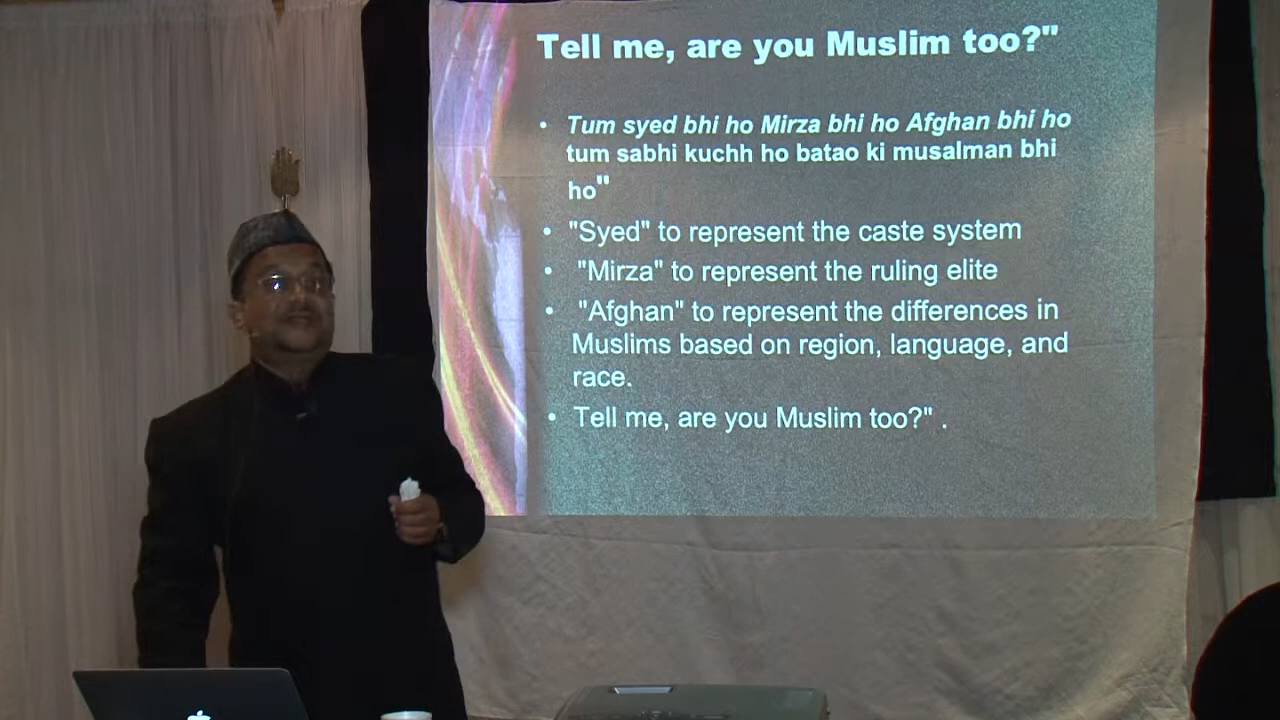 Tell me, are you Muslim too?"
• Tum syed bhi ho Mirza bhi ho Afghan bhi ho
tum sabhi kuchh ho batao ki musalman bhi
ho"
• "Syed" to represent the caste system
• "Mirza" to represent the ruling elite
• "Afghan" to represent the differences in
Muslims based on region, language, and
race.
• Tell me, are you Muslim too?" .